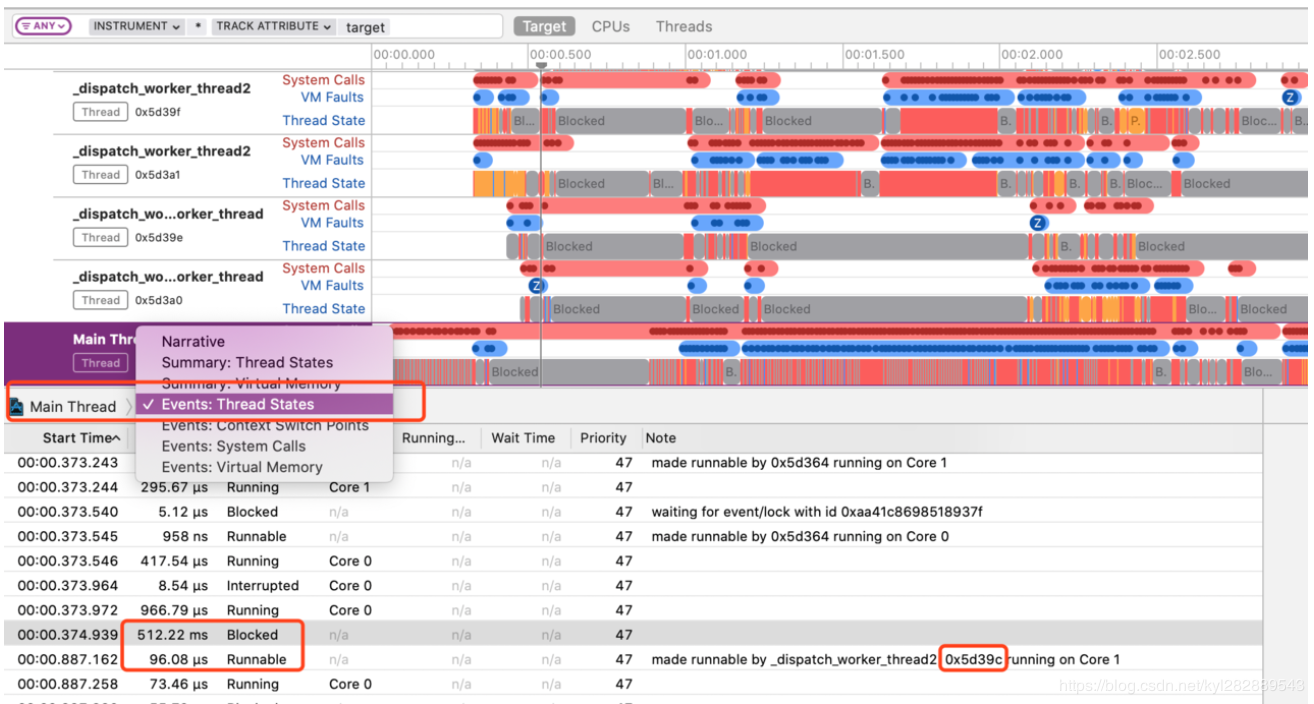 ANY INSTRUMENT * TRACK ATTRIBUTE target Target CPUs Threads
00:00.000 00:00.500 00:01.000 00:01.500 00:02.000 00:02.500
System Calls
_dispatch_worker_thread2
VM Faults Z
Thread 0x5d39f
Thread State Bl... Blocked Blo... Blocked B. B. P. Bloc... B..
System Calls
_dispatch_worker_thread2
VM Faults
Thread 0x5d3a1
Thread State Blocked Bl... B. B. B. B. Bloc... Blocked
System Calls
_dispatch_wo...orker_thread
VM Faults Z
Thread 0x5d39e
Thread State Blocked Blocked B. Blocked
System Calls
_dispatch_wo...orker_thread
VM Faults Z
Thread 0x5d3a0
Thread State Blocked Blocked Blocked Blo... Blocked
Main Thr
Thread
Blocked B. B. Blo...
Narrative
Summary: Thread States
Summary: Virtual Memory
✓ Events: Thread States
Events: Context Switch Points
Events: System Calls
Events: Virtual Memory
Main Thread
Start Time Running... Wait Time Priority Note
00:00.373.243 n/a n/a 47 made runnable by 0x5d364 running on Core 1
00:00.373.244 295.67 µs Running Core 1 n/a n/a 47
00:00.373.540 5.12 µs Blocked n/a n/a n/a 47 waiting for event/lock with id 0xaa41c8698518937f
00:00.373.545 958 ns Runnable n/a n/a n/a 47 made runnable by 0x5d364 running on Core 0
00:00.373.546 417.54 µs Running Core 0 n/a n/a 47
00:00.373.964 8.54 µs Interrupted Core 0 n/a n/a 47
00:00.373.972 966.79 µs Running Core 0 n/a n/a 47
00:00.374.939 512.22 ms Blocked n/a n/a n/a 47
00:00.887.162 96.08 µs Runnable n/a n/a n/a 47 made runnable by _dispatch_worker_thread2 0x5d39c running on Core 1
00:00.887.258 73.46 µs Running Core 0 n/a n/a 47